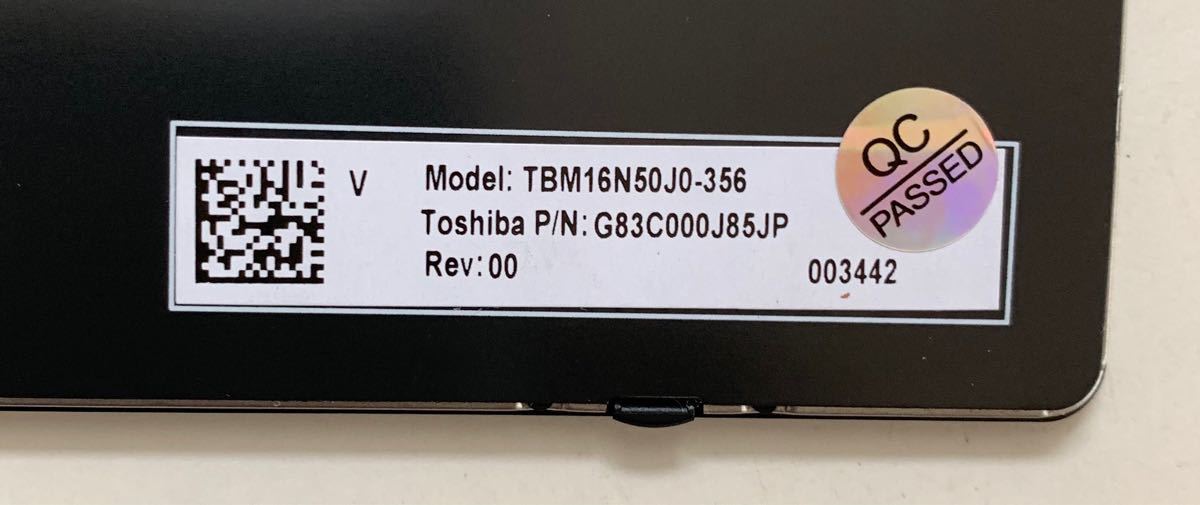 V
Model: TBM16N50J0-356
Toshiba P/N: G83C000J85JP
Rev: 00
003442
QC
PASSED